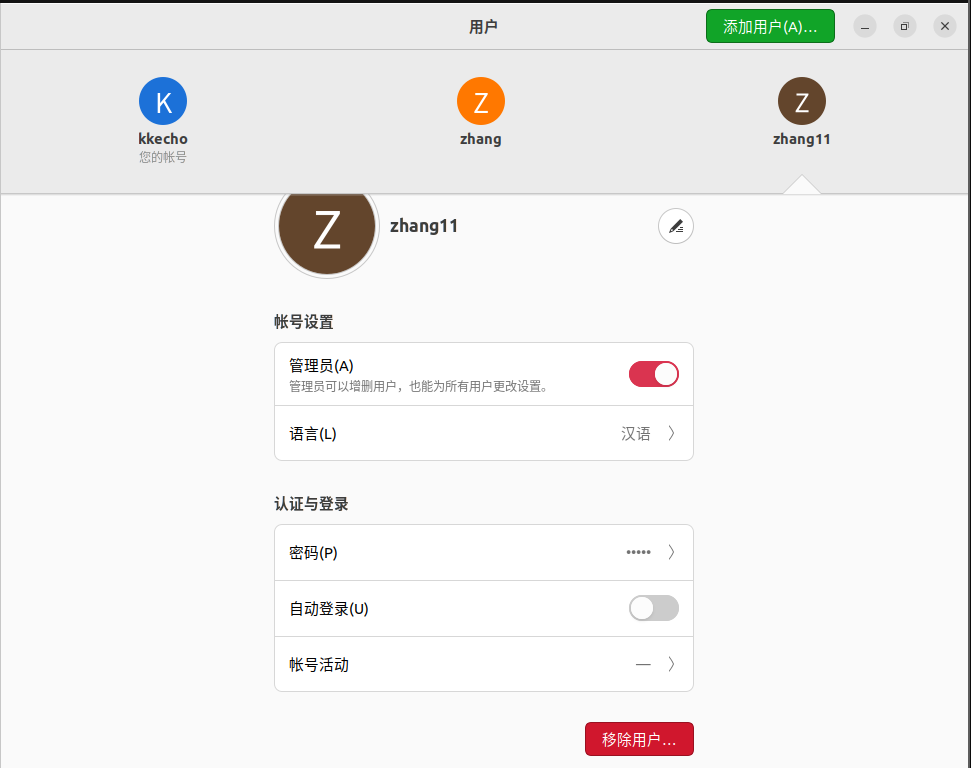 用户
添加用户(A)…
K
Z
Z
kkecho
zhang
zhang11
您的帐号
Z
zhang11
帐号设置
管理员(A)
管理员可以增删用户，也能为所有用户更改设置。
语言(L)
汉语
认证与登录
密码(P)
•••••
自动登录(U)
帐号活动
—
移除用户…